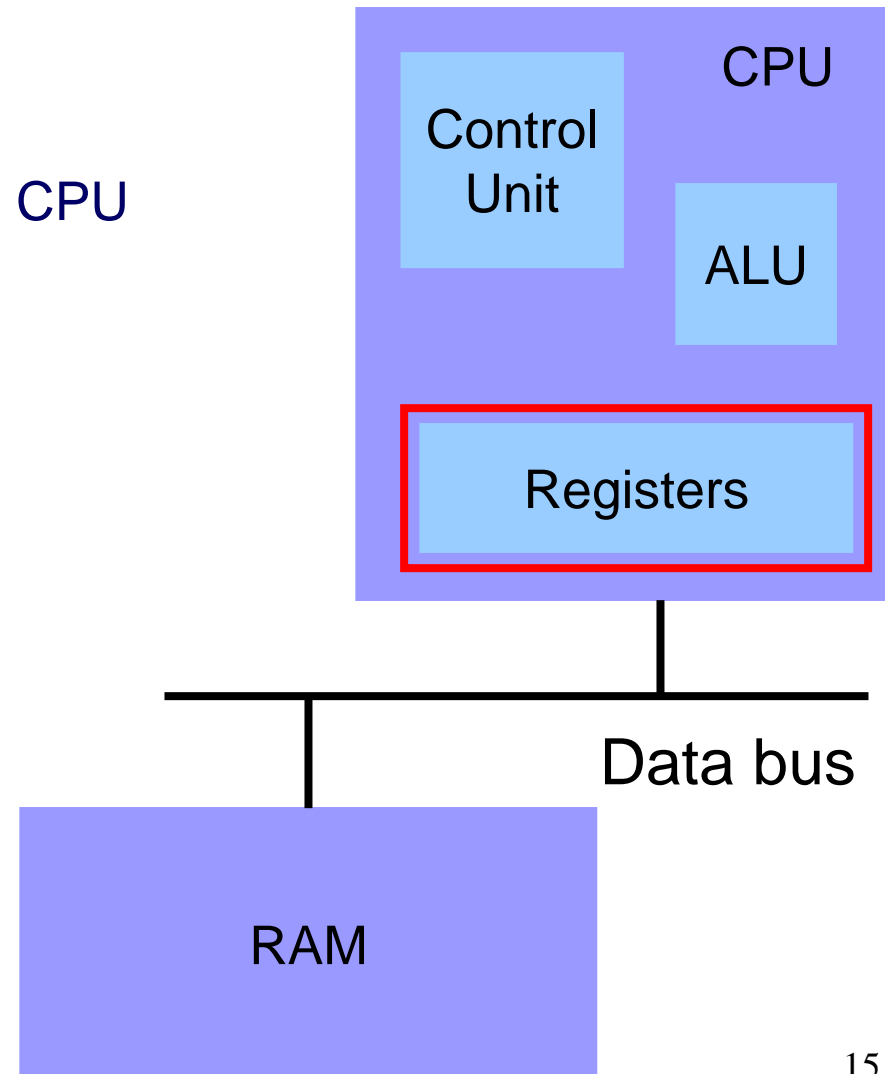 CPU
Control
Unit
CPU
ALU
Registers
Data bus
RAM
15